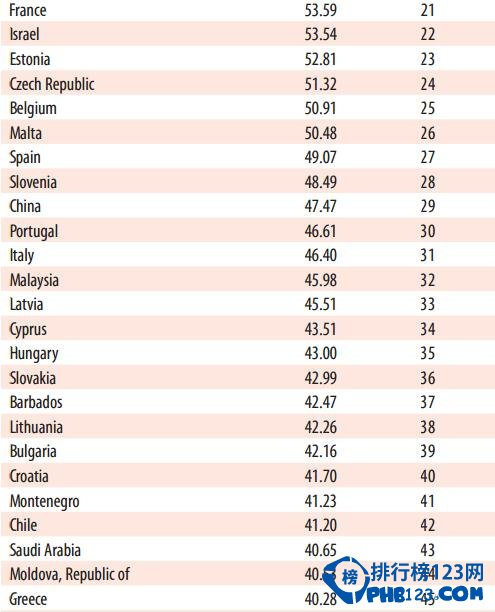 France 53.59 21
Israel 53.54 22
Estonia 52.81 23
Czech Republic 51.32 24
Belgium 50.91 25
Malta 50.48 26
Spain 49.07 27
Slovenia 48.49 28
China 47.47 29
Portugal 46.61 30
Italy 46.40 31
Malaysia 45.98 32
Latvia 45.51 33
Cyprus 43.51 34
Hungary 43.00 35
Slovakia 42.99 36
Barbados 42.47 37
Lithuania 42.26 38
Bulgaria 42.16 39
Croatia 41.70 40
Montenegro 41.23 41
Chile 41.20 42
Saudi Arabia 40.65 43
Moldova, Republic of
Greece 40.28 45
榜 排行榜123网
PHB123